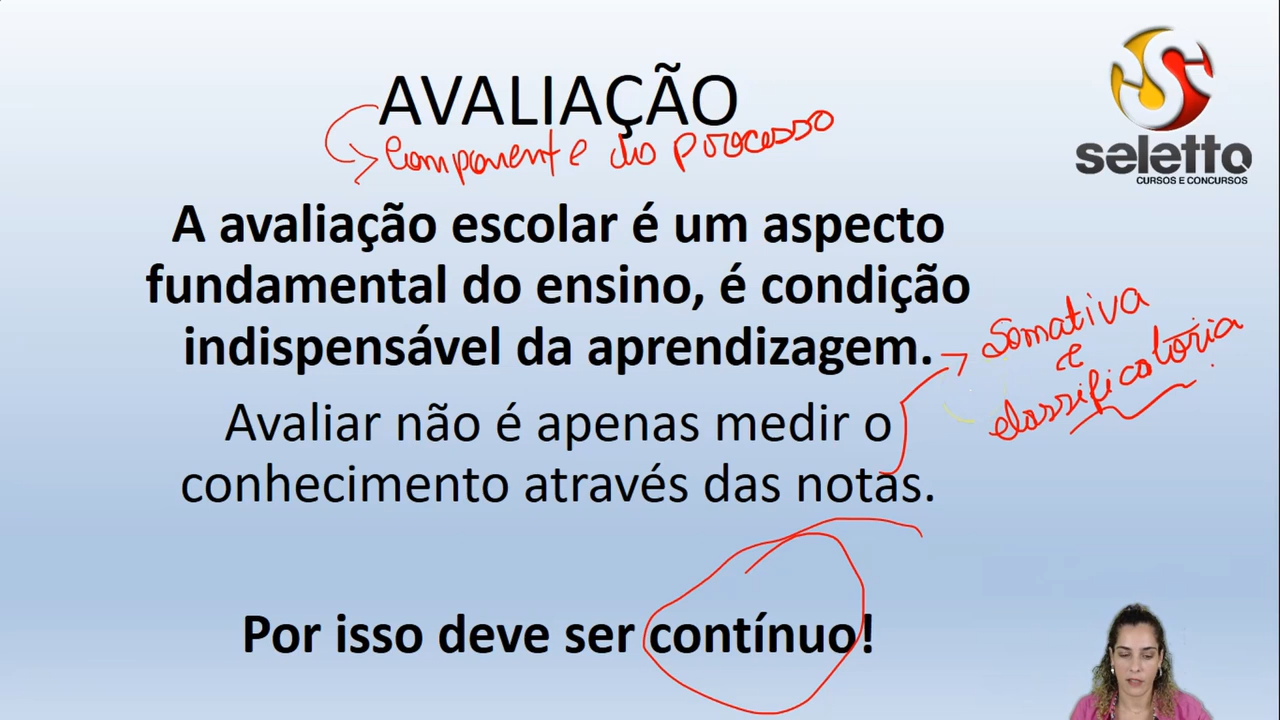 AVALIAÇÃO
componente do processo
seletto
CURSOS E CONCURSOS
A avaliação escolar é um aspecto
fundamental do ensino, é condição
indispensável da aprendizagem.
Somativa
e
classificatória
Avaliar não é apenas medir o
conhecimento através das notas.
Por isso deve ser contínuo!